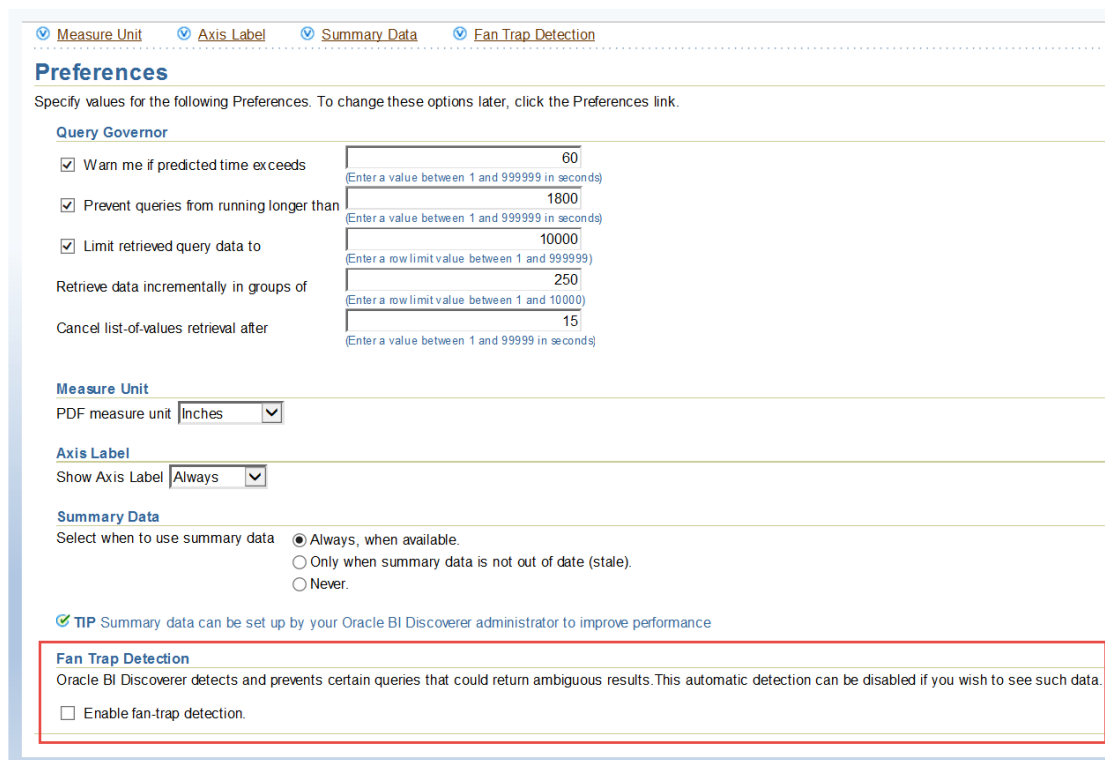 Measure Unit Axis Label Summary Data Fan Trap Detection
Preferences
Specify values for the following Preferences. To change these options later, click the Preferences link.
Query Governor
Warn me if predicted time exceeds 60
(Enter a value between 1 and 999999 in seconds)
Prevent queries from running longer than 1800
(Enter a value between 1 and 999999 in seconds)
Limit retrieved query data to 10000
(Enter a row limit value between 1 and 999999)
Retrieve data incrementally in groups of 250
(Enter a row limit value between 1 and 10000)
Cancel list-of-values retrieval after 15
(Enter a value between 1 and 99999 in seconds)
Measure Unit
PDF measure unit Inches
Axis Label
Show Axis Label Always
Summary Data
Select when to use summary data Always, when available.
Only when summary data is not out of date (stale).
Never.
TIP Summary data can be set up by your Oracle BI Discoverer administrator to improve performance
Fan Trap Detection
Oracle BI Discoverer detects and prevents certain queries that could return ambiguous results.This automatic detection can be disabled if you wish to see such data.
Enable fan-trap detection.